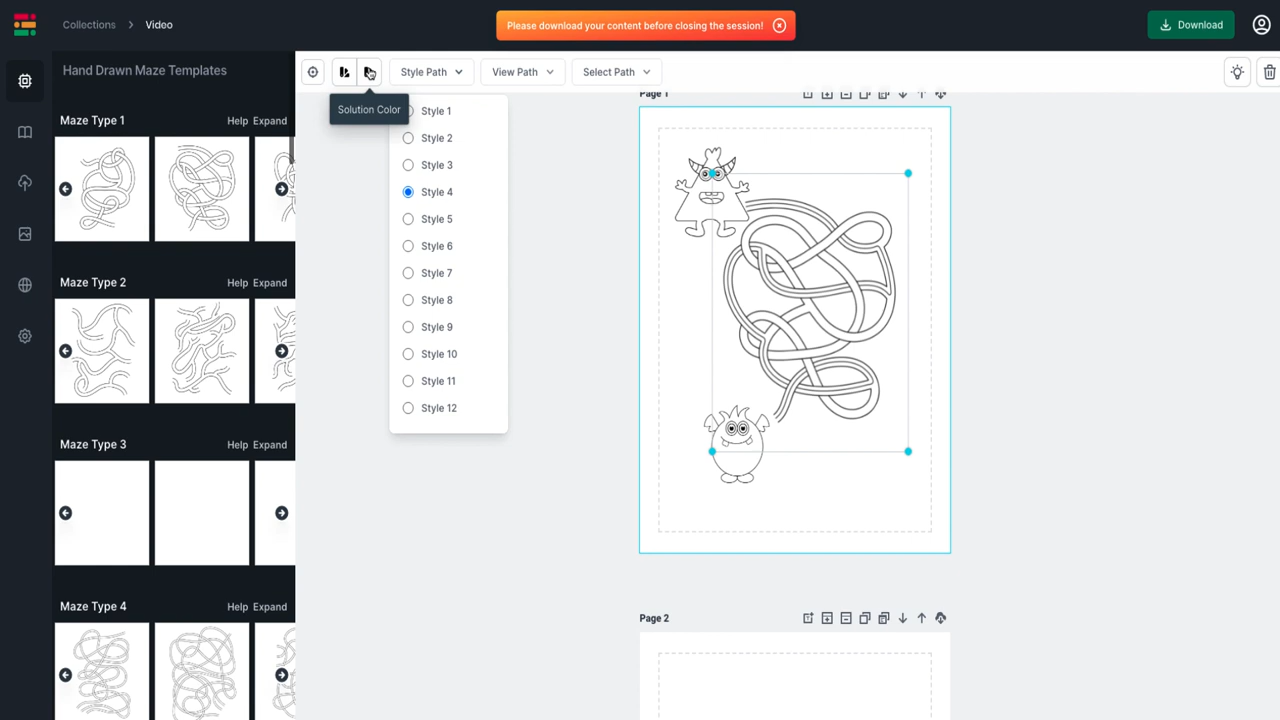 Collections
Video
Please download your content before closing the session!
Download
Hand Drawn Maze Templates
Style Path
View Path
Select Path
Solution Color
Page 1
Style 1
Style 2
Style 3
Style 4
Style 5
Style 6
Style 7
Style 8
Style 9
Style 10
Style 11
Style 12
Maze Type 1
Help Expand
Maze Type 2
Help Expand
Maze Type 3
Help Expand
Maze Type 4
Help Expand
Page 2